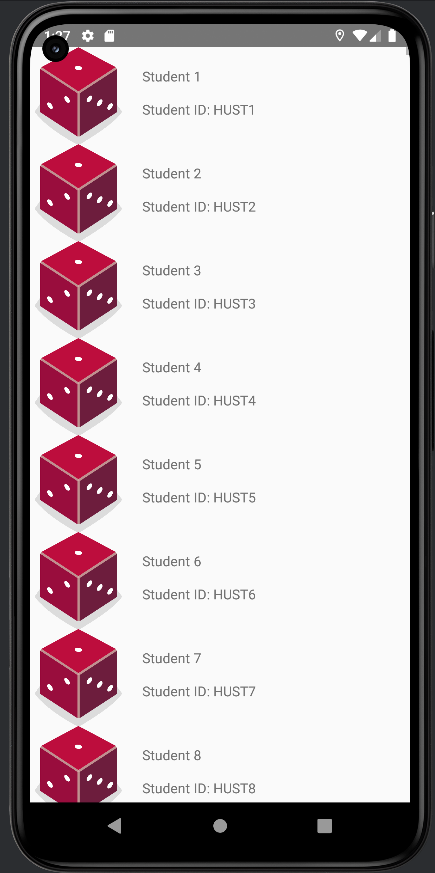 1:27
Student 1
Student ID: HUST1
Student 2
Student ID: HUST2
Student 3
Student ID: HUST3
Student 4
Student ID: HUST4
Student 5
Student ID: HUST5
Student 6
Student ID: HUST6
Student 7
Student ID: HUST7
Student 8
Student ID: HUST8